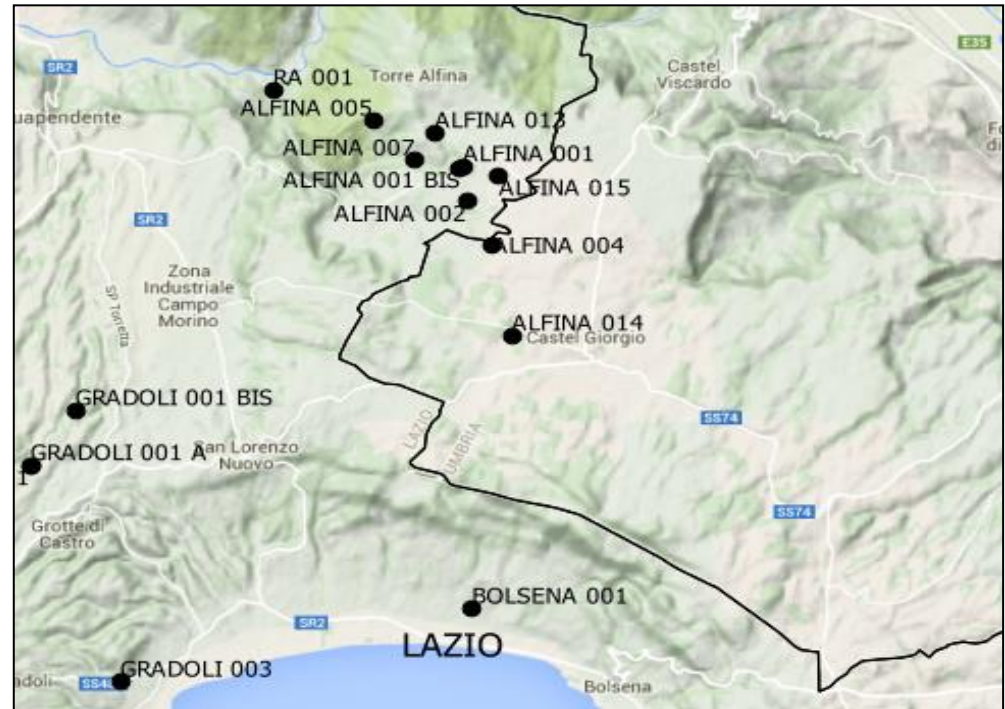 E35
SR2
Castel
Viscardo
Torre Alfina
RA 001
ALFINA 005
uapendente
ALFINA 013
F
di
ALFINA 007
ALFINA 001
ALFINA 001 BIS
ALFINA 015
ALFINA 002
SR2
ALFINA 004
Zona
Industriale
Campo
Morino
SP Torretta
ALFINA 014
Castel Giorgio
GRADOLI 001 BIS
SS74
LAZIO
UMBRIA
GRADOLI 001 A
1
San Lorenzo
Nuovo
SS74
Grotte di
Castro
BOLSENA 001
SR2
LAZIO
GRADOLI 003
adoli
Bolsena